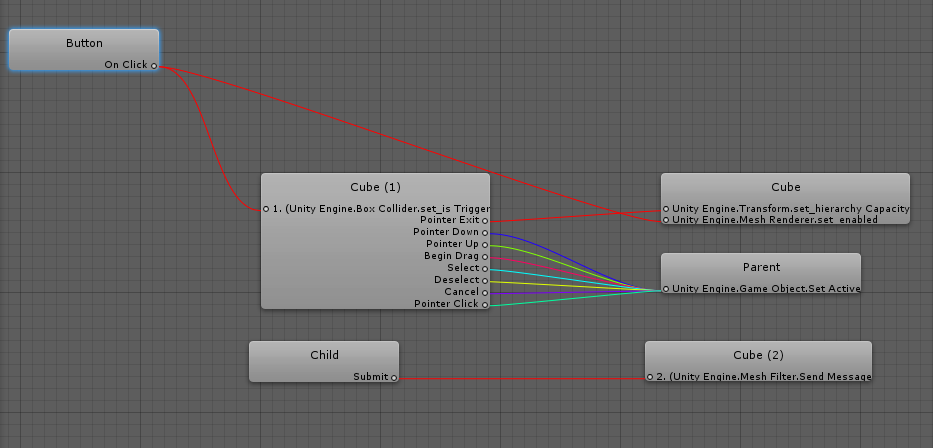 Button
On Click
Cube (1)
1. (Unity Engine.Box Collider.set_is Trigger
Pointer Exit
Pointer Down
Pointer Up
Begin Drag
Select
Deselect
Cancel
Pointer Click
Cube
Unity Engine.Transform.set_hierarchy Capacity
Unity Engine.Mesh Renderer.set_enabled
Parent
Unity Engine.Game Object.Set Active
Child
Submit
Cube (2)
2. (Unity Engine.Mesh Filter.Send Message